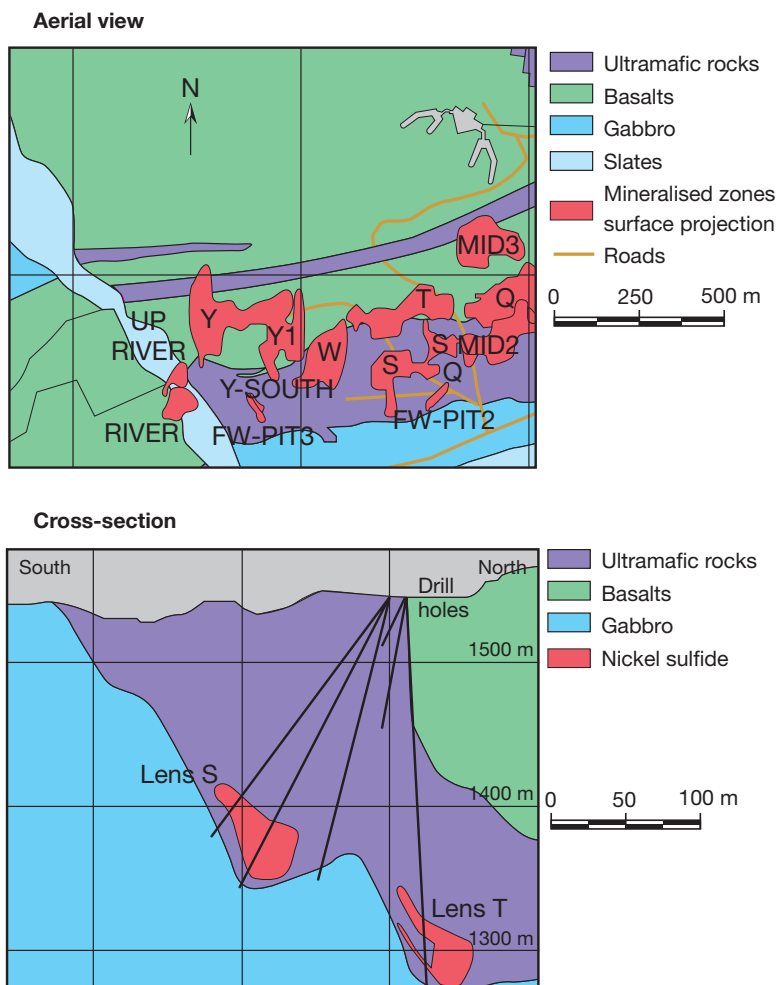 Aerial view
N
Ultramafic rocks
Basalts
Gabbro
Slates
Mineralised zones
surface projection
Roads
0 250 500 m
MID3
Y
T
Q
UP
RIVER
Y1
W
S
MID2
S
Q
Y-SOUTH
RIVER
FW-PIT3
FW-PIT2
Cross-section
South
North
Drill
holes
Ultramafic rocks
Basalts
Gabbro
Nickel sulfide
1500 m
Lens S
1400 m
0 50 100 m
Lens T
1300 m